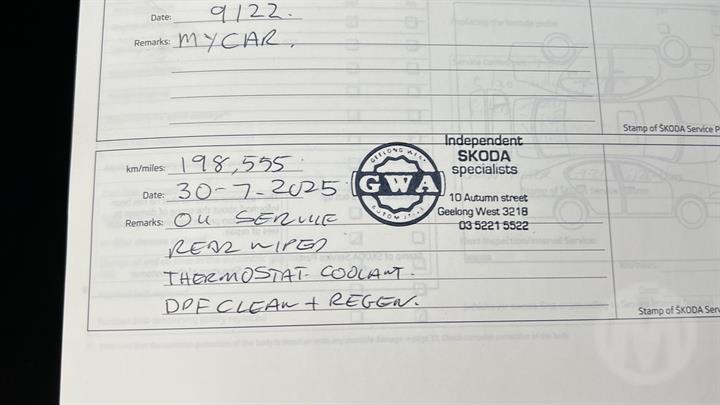 Date: 9/22.
Remarks: MYCAR.
Stamp of ŠKODA Service P
km/miles: 198,555
Date: 30-7-2025
Remarks: OIL SERVICE
REAR WIPER
THERMOSTAT. COOLANT.
DPF CLEAN + REGEN.
GEELONG WEST
GWA
AUTOMOTIVE
Independent
SKODA
specialists
10 Autumn street
Geelong West 3218
03 5221 5522
Stamp of ŠKODA Serv